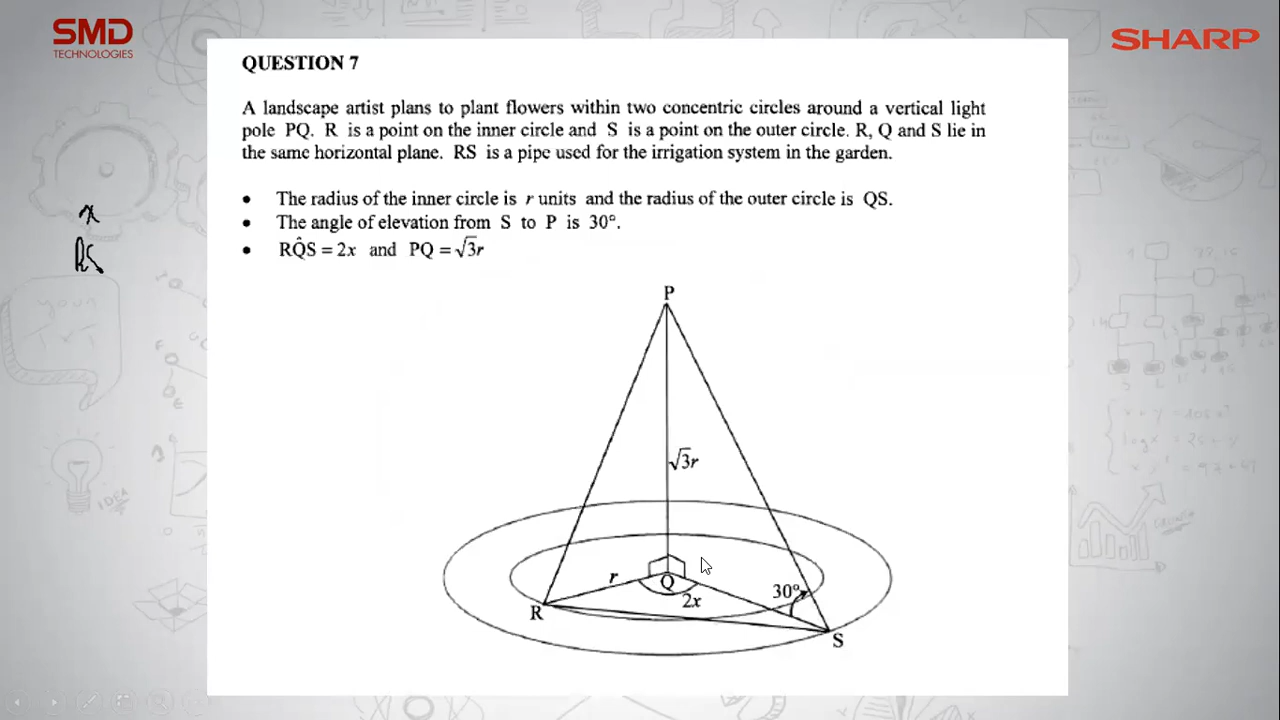 SMD
TECHNOLOGIES
SHARP
QUESTION 7
A landscape artist plans to plant flowers within two concentric circles around a vertical light
pole PQ. R is a point on the inner circle and S is a point on the outer circle. R, Q and S lie in
the same horizontal plane. RS is a pipe used for the irrigation system in the garden.
• The radius of the inner circle is r units and the radius of the outer circle is QS.
• The angle of elevation from S to P is 30°.
• RQ̂S = 2x and PQ = √3r
x
RS
P
√3r
r
Q
2x
30°
R
S
IDEA